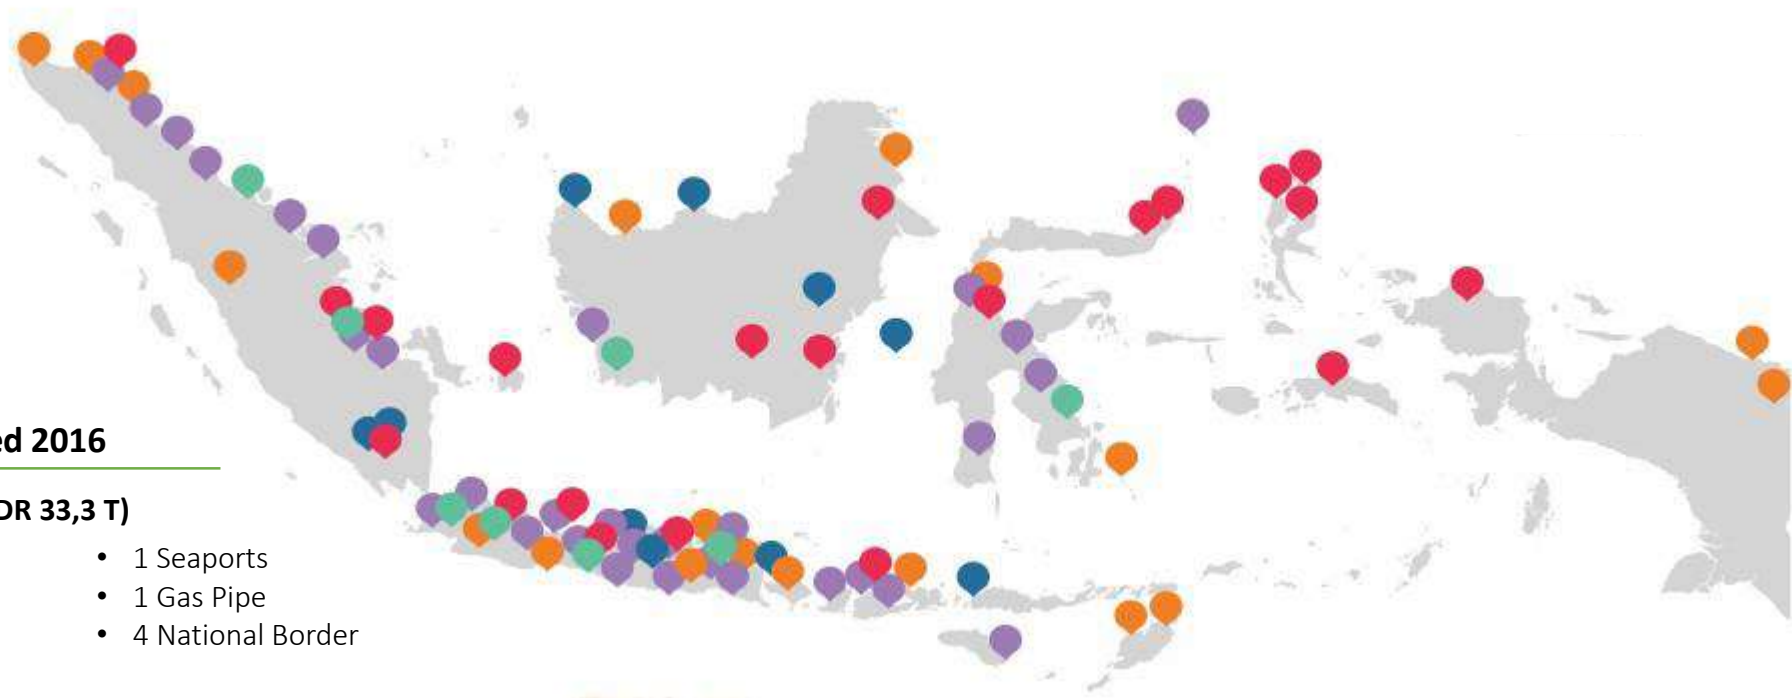 ed 2016
DR 33,3 T)
• 1 Seaports
• 1 Gas Pipe
• 4 National Border